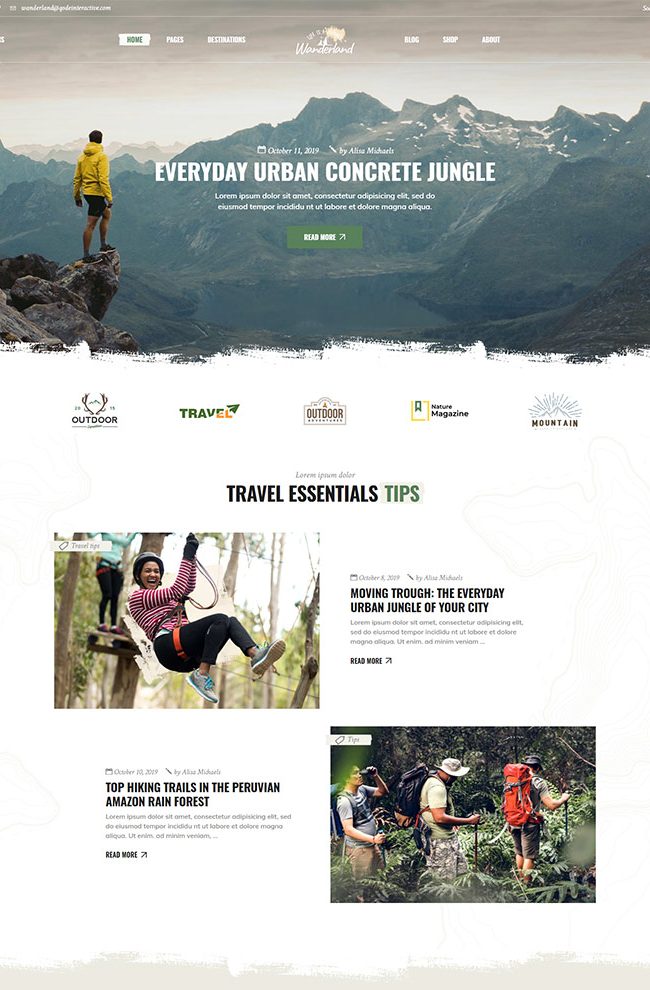 wanderland@qodeinteractive.com
HOME
PAGES
DESTINATIONS
LIFE IS A
Wanderland
BLOG
SHOP
ABOUT
October 11, 2019 by Alisa Michaels
EVERYDAY URBAN CONCRETE JUNGLE
Lorem ipsum dolor sit amet, consectetur adipisicing elit, sed do
eiusmod tempor incididu nt ut labore et dolore magna aliqua.
READ MORE
20 15
OUTDOOR
TRAVEL
OUTDOOR
ADVENTURES
Nature
Magazine
MOUNTAIN
Lorem ipsum dolor
TRAVEL ESSENTIALS TIPS
Travel tips
October 8, 2019 by Alisa Michaels
MOVING TROUGH: THE EVERYDAY
URBAN JUNGLE OF YOUR CITY
Lorem ipsum dolor sit amet, consectetur adipisicing elit,
sed do eiusmod tempor incididunt ut labore et dolore
magna aliqua. Ut enim. ad minim veniam ...
READ MORE
Tips
October 10, 2019 by Alisa Michaels
TOP HIKING TRAILS IN THE PERUVIAN
AMAZON RAIN FOREST
Lorem ipsum dolor sit amet, consectetur adipisicing elit, sed
do eiusmod tempor incididunt ut labore et dolore magna
aliqua. Ut enim. ad minim veniam, ...
READ MORE